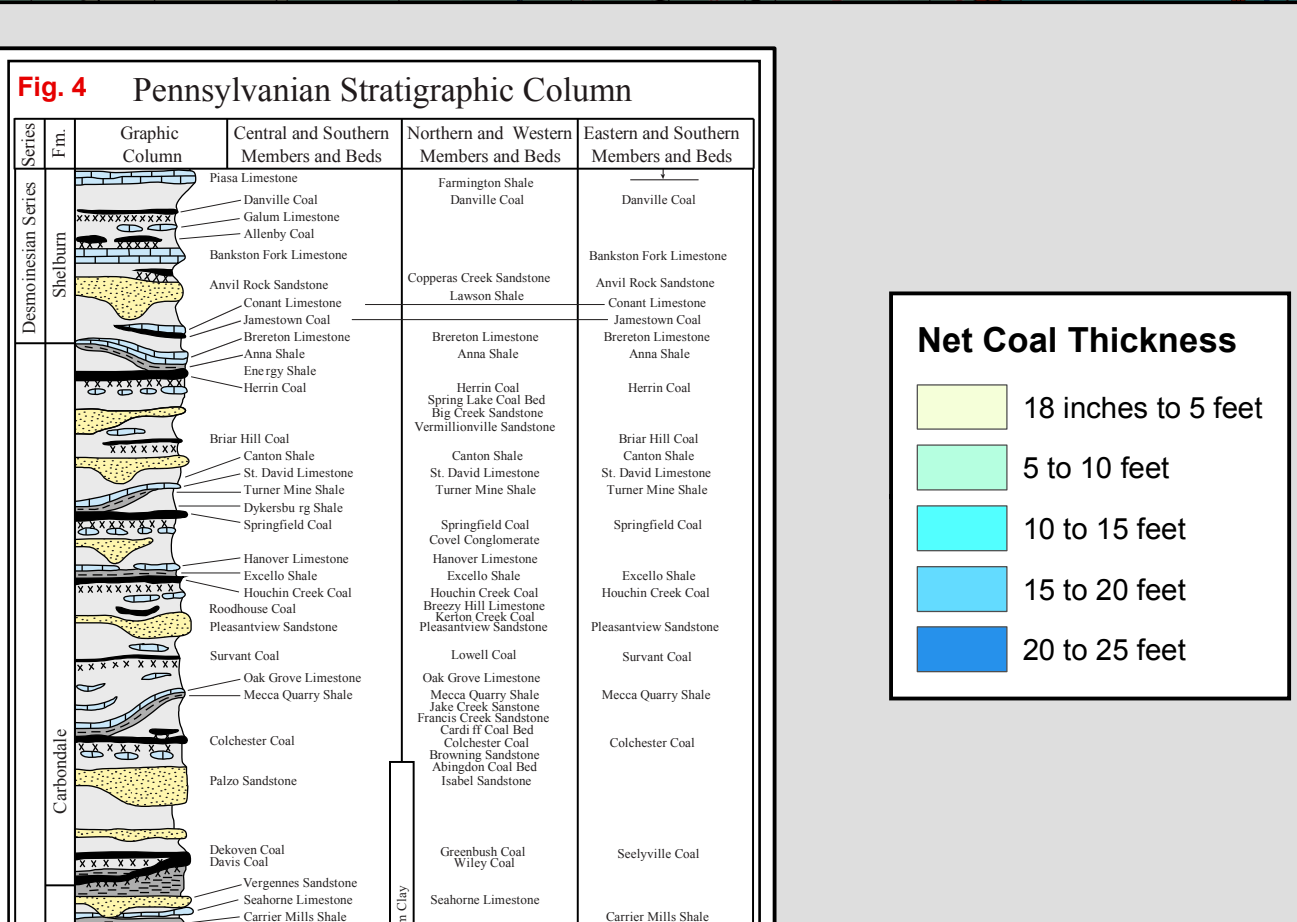 Fig. 4 Pennsylvanian Stratigraphic Column
Series
Fm.
Graphic Column
Central and Southern Members and Beds
Northern and Western Members and Beds
Eastern and Southern Members and Beds
Desmoinesian Series
Shelburn
Carbondale
Piasa Limestone
Danville Coal
Galum Limestone
Allenby Coal
Bankston Fork Limestone
Anvil Rock Sandstone
Conant Limestone
Jamestown Coal
Brereton Limestone
Anna Shale
Energy Shale
Herrin Coal
Briar Hill Coal
Canton Shale
St. David Limestone
Turner Mine Shale
Dykersbu rg Shale
Springfield Coal
Hanover Limestone
Excello Shale
Houchin Creek Coal
Roodhouse Coal
Pleasantview Sandstone
Survant Coal
Oak Grove Limestone
Mecca Quarry Shale
Colchester Coal
Palzo Sandstone
Dekoven Coal
Davis Coal
Vergennes Sandstone
Seahorne Limestone
Carrier Mills Shale
Farmington Shale
Danville Coal
Copperas Creek Sandstone
Lawson Shale
Brereton Limestone
Anna Shale
Herrin Coal
Spring Lake Coal Bed
Big Creek Sandstone
Vermillionville Sandstone
Canton Shale
St. David Limestone
Turner Mine Shale
Springfield Coal
Covel Conglomerate
Hanover Limestone
Excello Shale
Houchin Creek Coal
Breezy Hill Limestone
Kerton Creek Coal
Pleasantview Sandstone
Lowell Coal
Oak Grove Limestone
Mecca Quarry Shale
Jake Creek Sanstone
Francis Creek Sandstone
Cardi ff Coal Bed
Colchester Coal
Browning Sandstone
Abingdon Coal Bed
Isabel Sandstone
Greenbush Coal
Wiley Coal
Seahorne Limestone
Clay
Danville Coal
Bankston Fork Limestone
Anvil Rock Sandstone
Conant Limestone
Jamestown Coal
Brereton Limestone
Anna Shale
Herrin Coal
Briar Hill Coal
Canton Shale
St. David Limestone
Turner Mine Shale
Springfield Coal
Excello Shale
Houchin Creek Coal
Pleasantview Sandstone
Survant Coal
Mecca Quarry Shale
Colchester Coal
Seelyville Coal
Carrier Mills Shale
Net Coal Thickness
18 inches to 5 feet
5 to 10 feet
10 to 15 feet
15 to 20 feet
20 to 25 feet